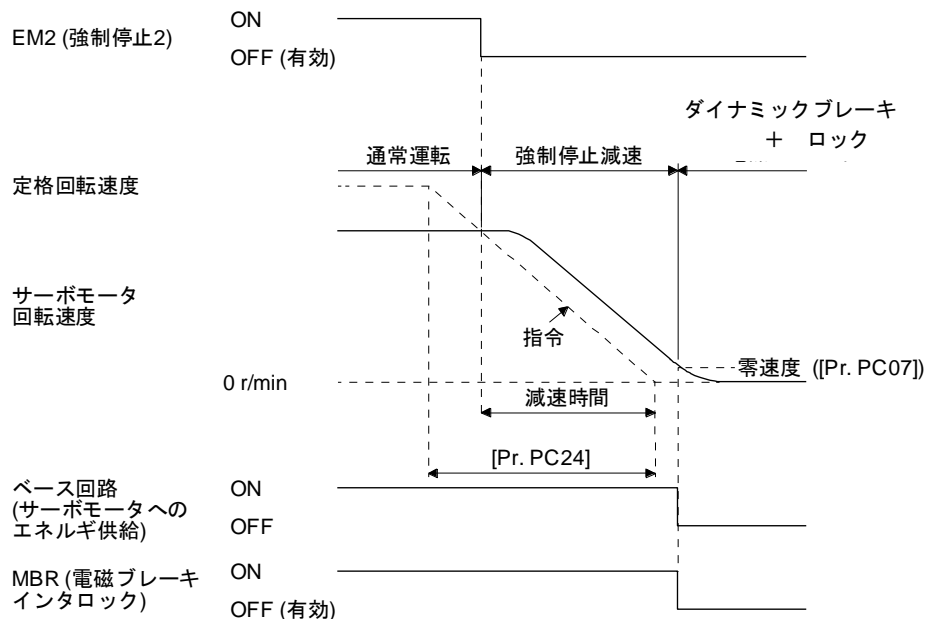 EM2 (強制停止2)
ON
OFF (有効)
ダイナミックブレーキ
+ ロック
通常運転
強制停止減速
定格回転速度
サーボモータ
回転速度
指令
零速度 ([Pr. PC07])
0 r/min
減速時間
[Pr. PC24]
ベース回路
(サーボモータへの
エネルギ供給)
ON
OFF
MBR (電磁ブレーキ
インタロック)
ON
OFF (有効)